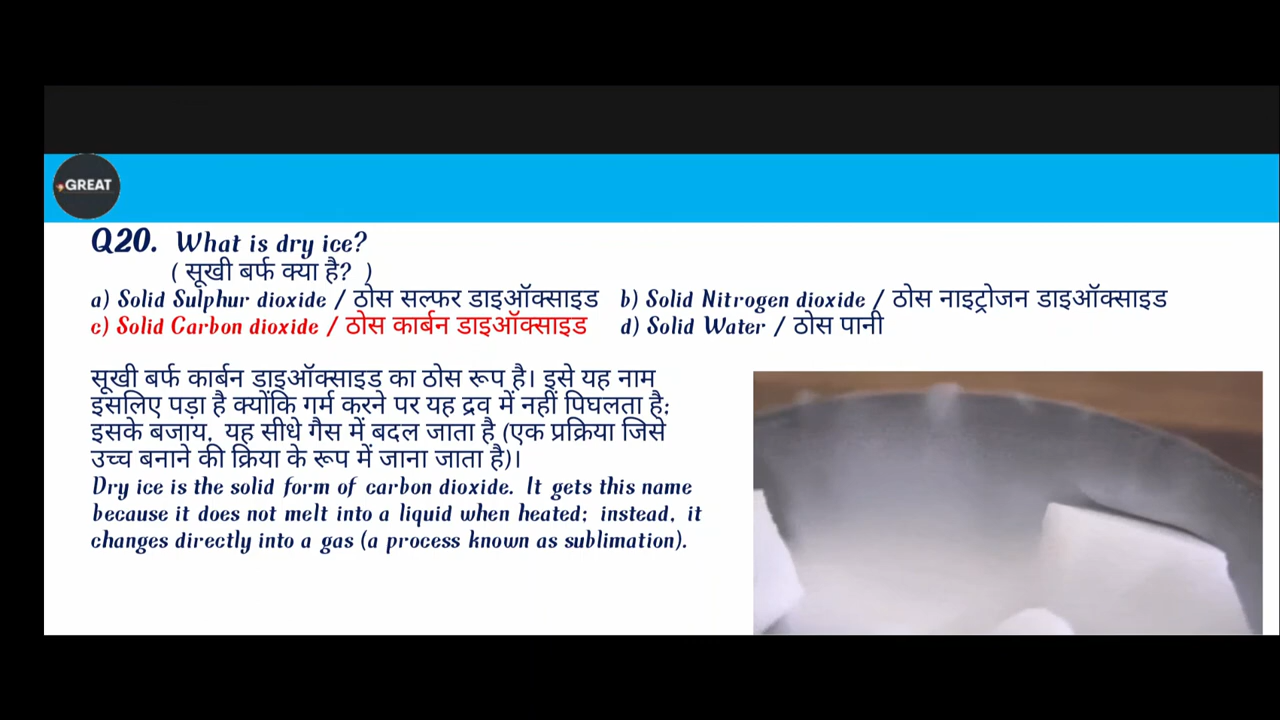 GREAT
Q20. What is dry ice?
( सूखी बर्फ क्या है? )
a) Solid Sulphur dioxide / ठोस सल्फर डाइऑक्साइड b) Solid Nitrogen dioxide / ठोस नाइट्रोजन डाइऑक्साइड
c) Solid Carbon dioxide / ठोस कार्बन डाइऑक्साइड d) Solid Water / ठोस पानी
सूखी बर्फ कार्बन डाइऑक्साइड का ठोस रूप है। इसे यह नाम
इसलिए पड़ा है क्योंकि गर्म करने पर यह द्रव में नहीं पिघलता है;
इसके बजाय, यह सीधे गैस में बदल जाता है (एक प्रक्रिया जिसे
उच्च बनाने की क्रिया के रूप में जाना जाता है)।
Dry ice is the solid form of carbon dioxide. It gets this name
because it does not melt into a liquid when heated; instead, it
changes directly into a gas (a process known as sublimation).